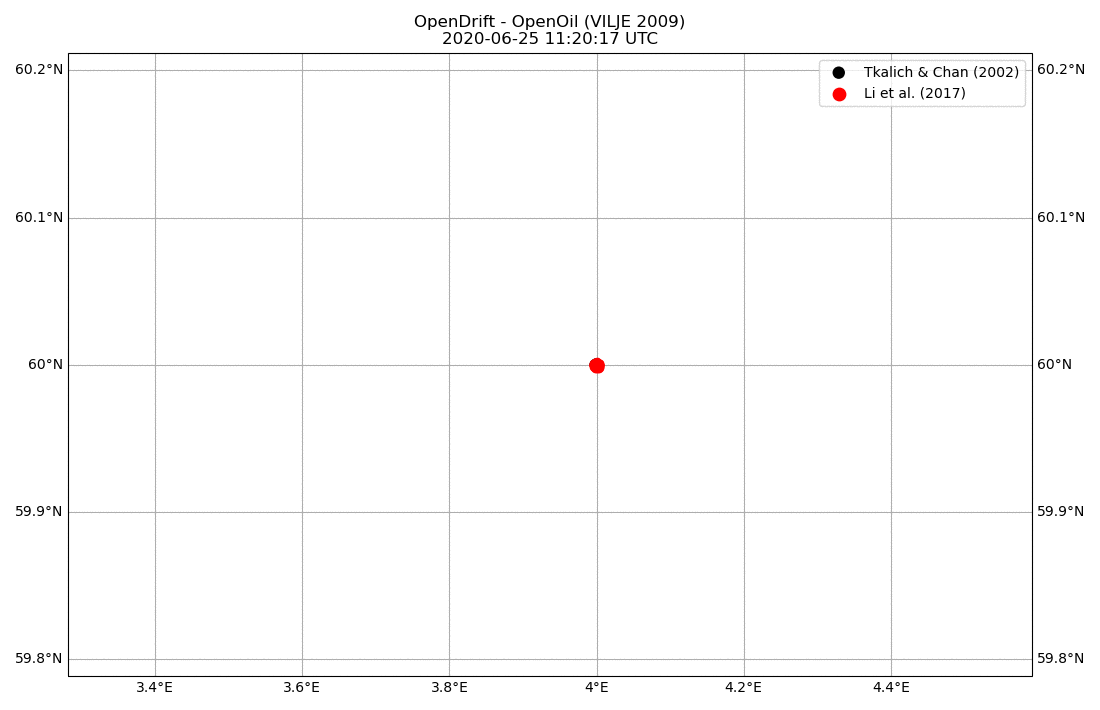 OpenDrift - OpenOil (VILJE 2009)
2020-06-25 11:20:17 UTC
Tkalich & Chan (2002)
Li et al. (2017)
60.2°N 60.2°N
60.1°N 60.1°N
60°N 60°N
59.9°N 59.9°N
59.8°N 59.8°N
3.4°E 3.6°E 3.8°E 4°E 4.2°E 4.4°E